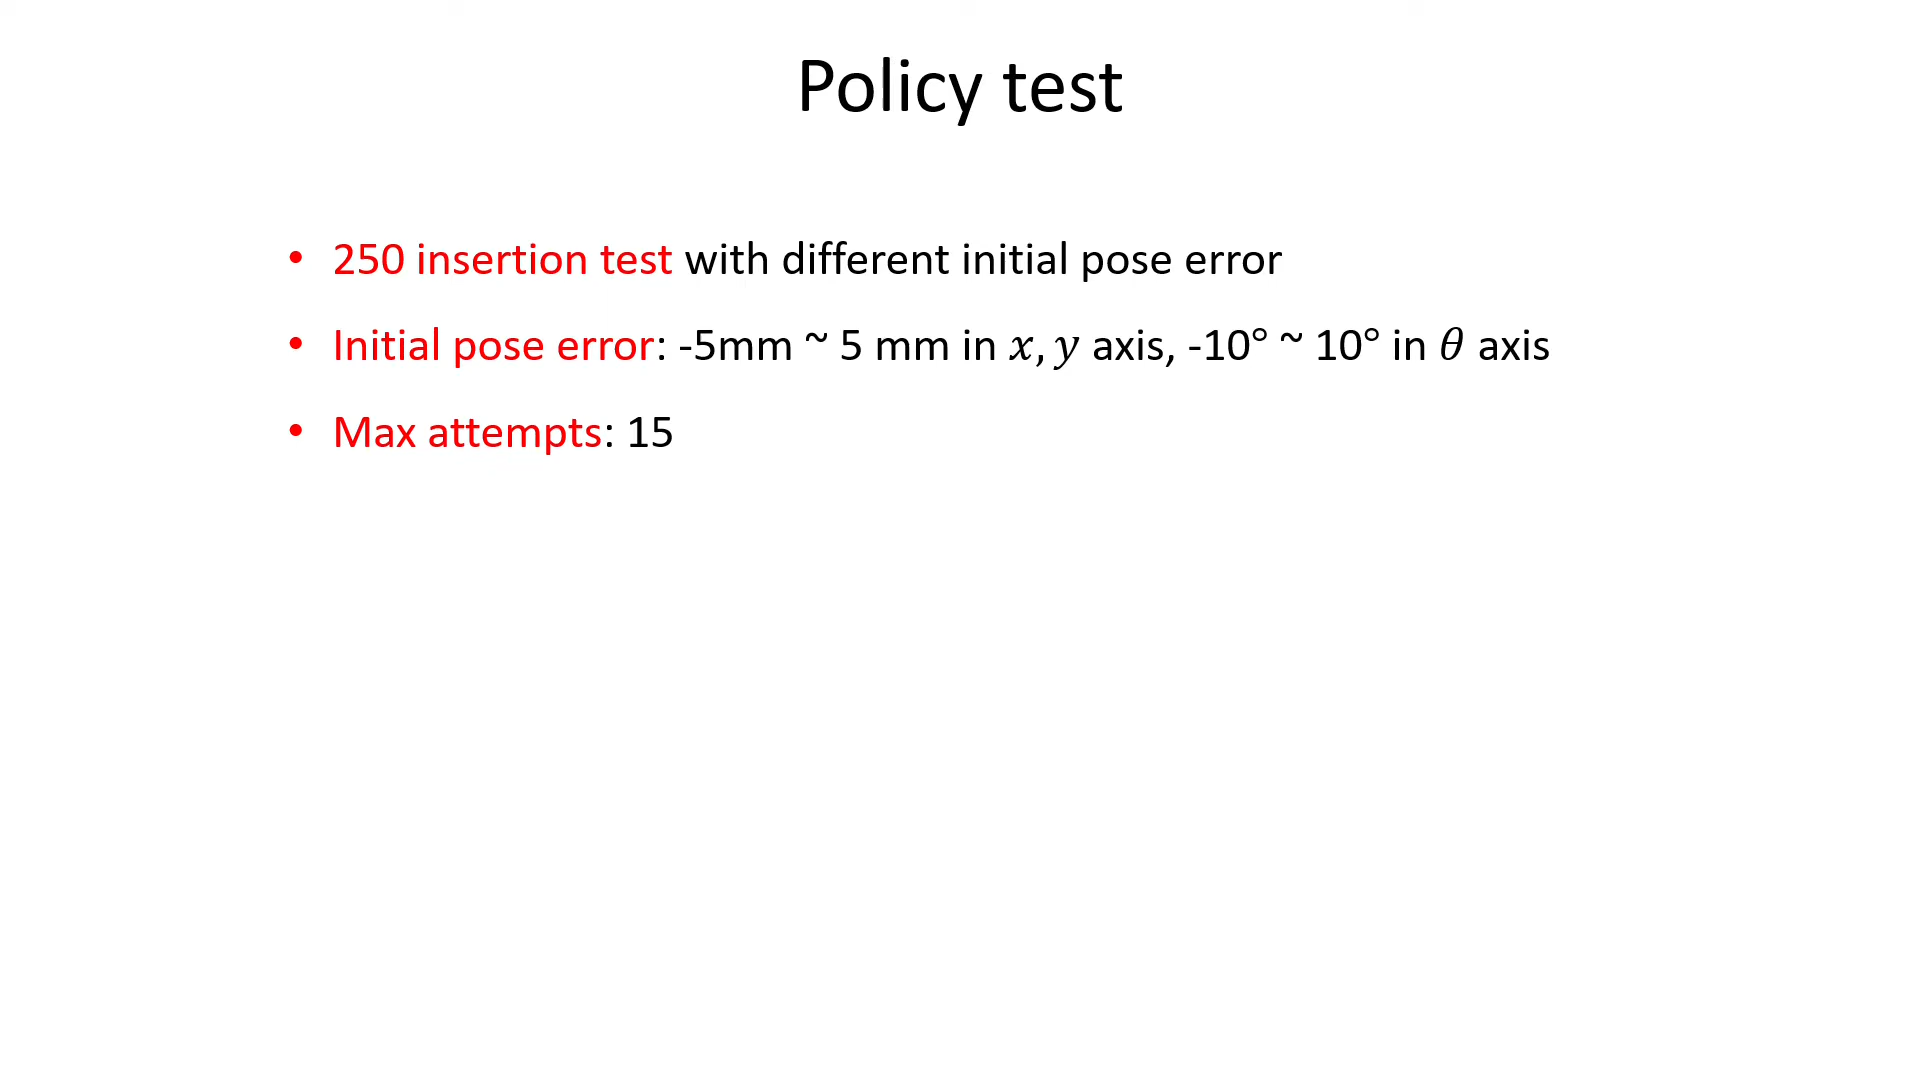 Policy test
• 250 insertion test with different initial pose error
• Initial pose error: -5mm ~ 5 mm in 𝑥, 𝑦 axis, -10° ~ 10° in 𝜃 axis
• Max attempts: 15